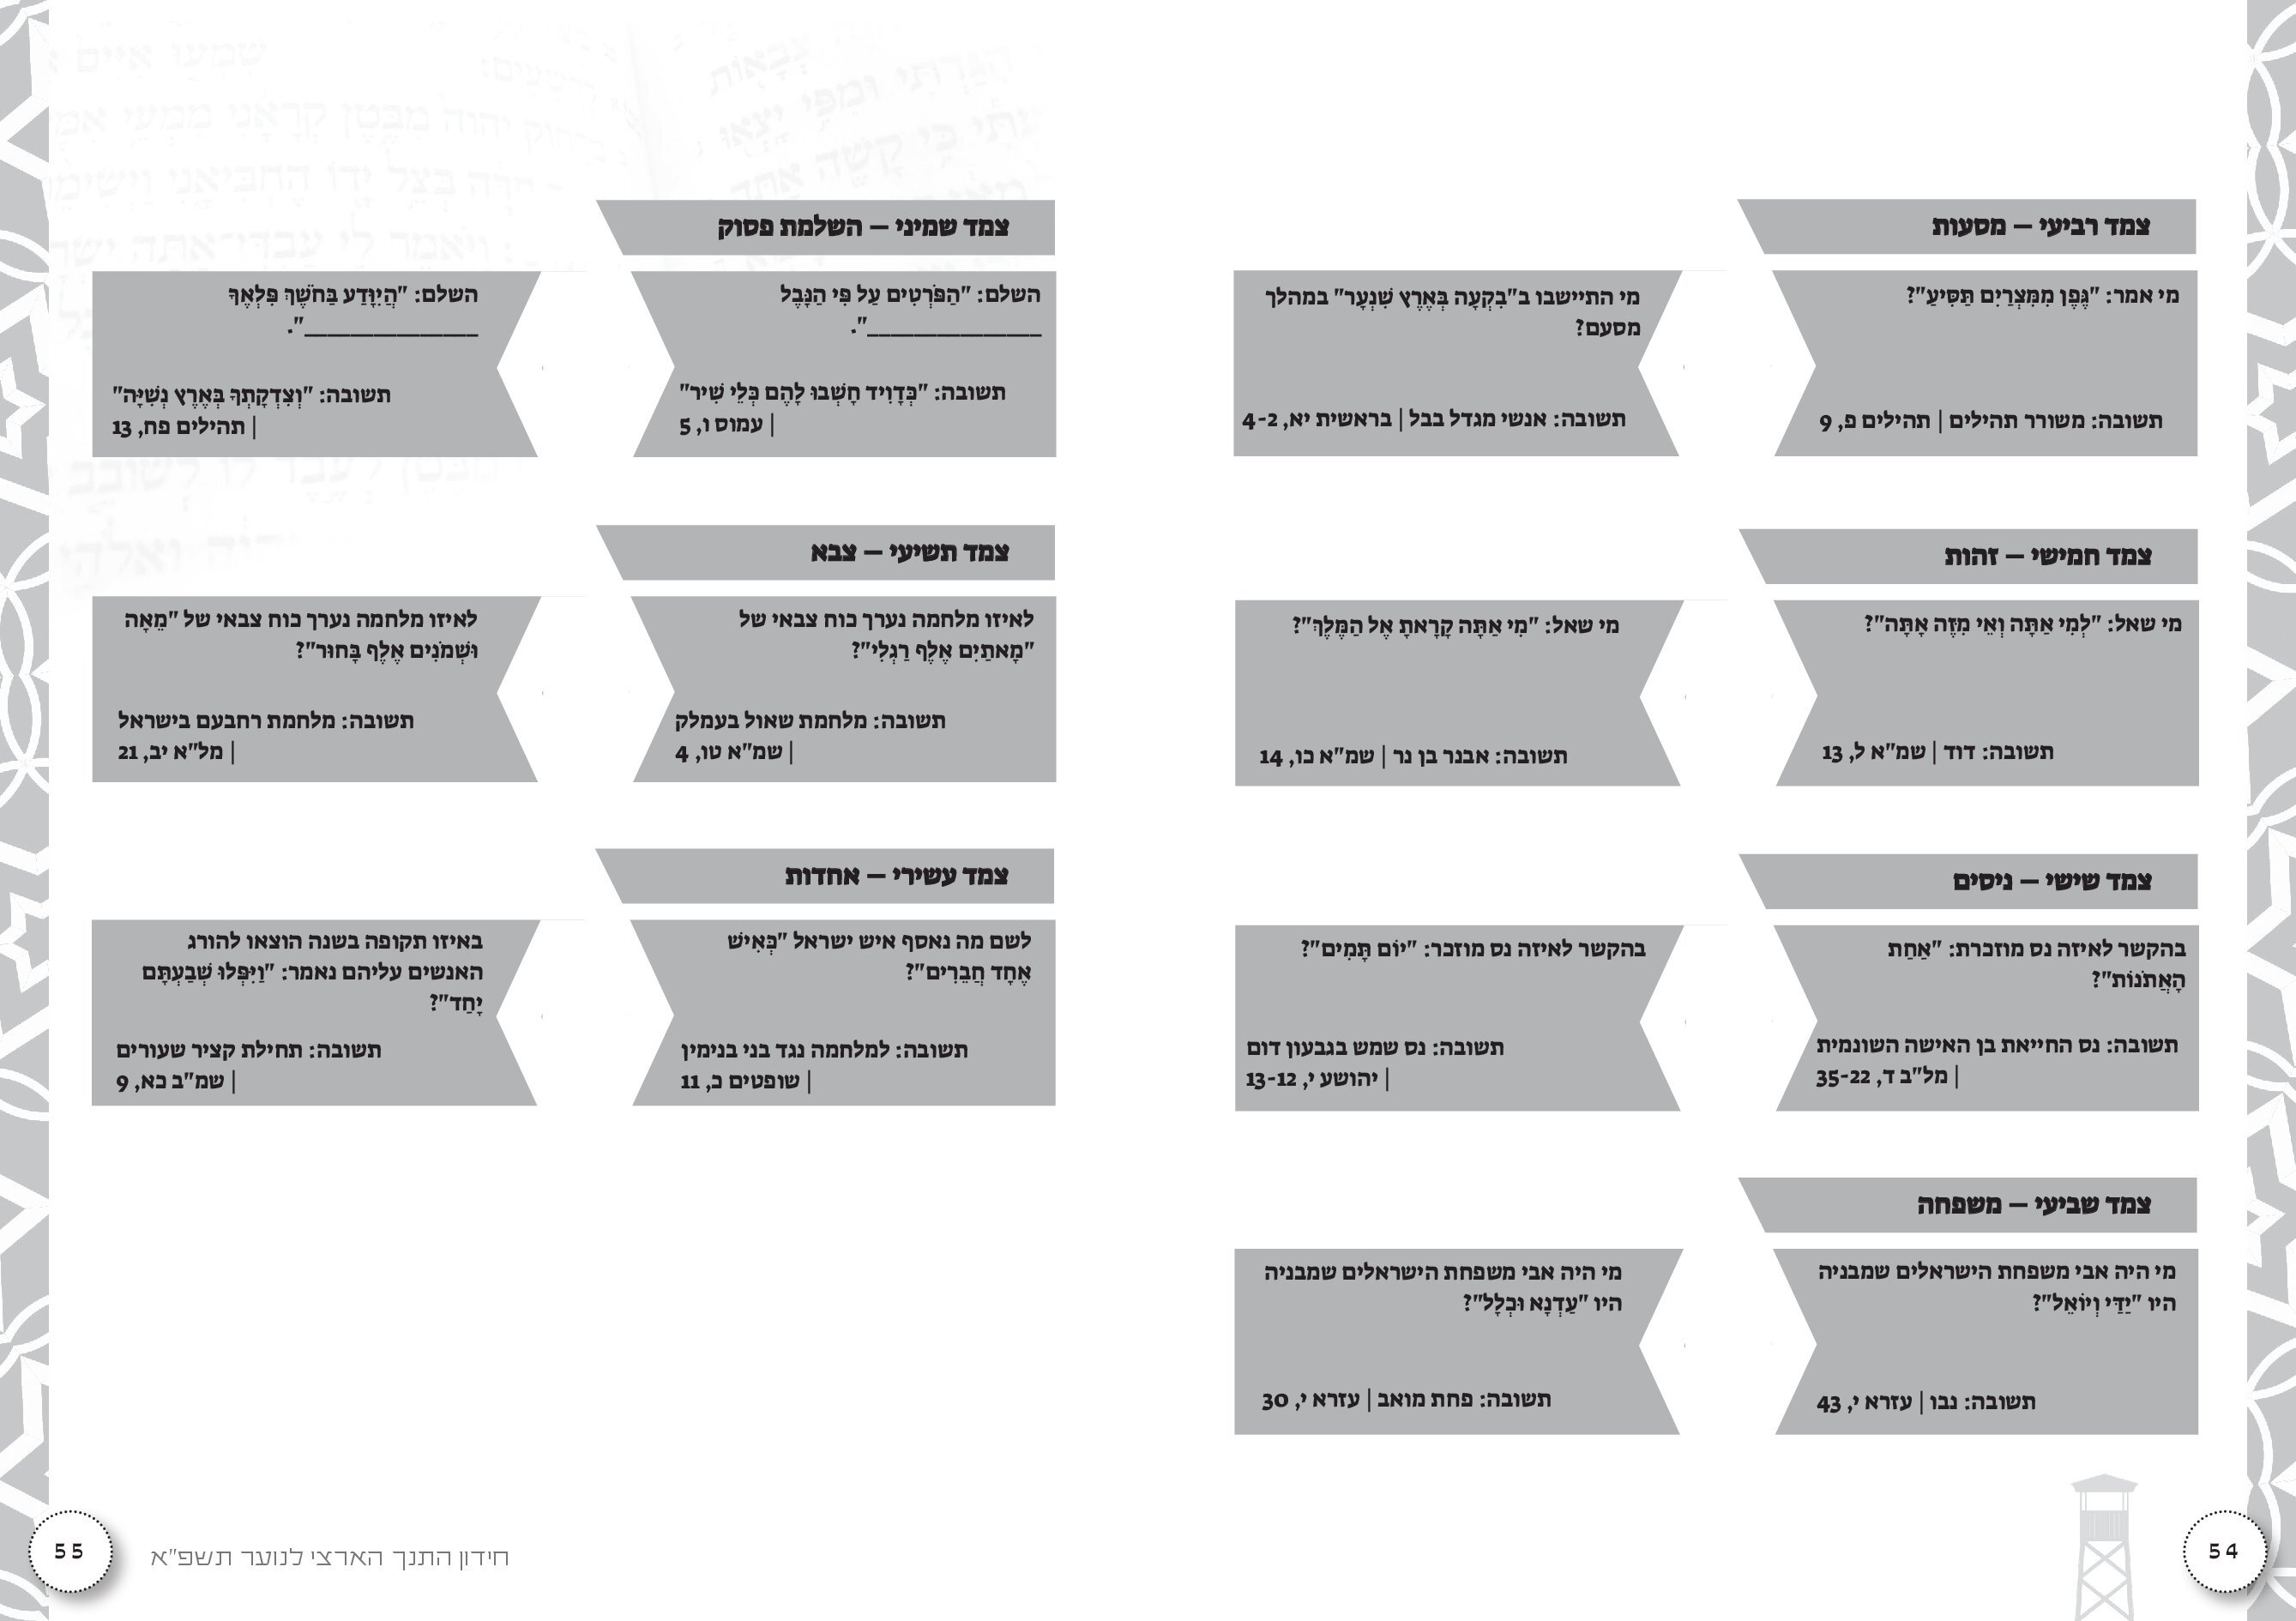 צמד רביעי – מסעות
מי אמר: "גֶּפֶן מִמִּצְרַיִם תַּסִּיעַ"?
תשובה: משורר תהילים | תהילים פ, 9
מי התיישבו ב"בִקְעָה בְּאֶרֶץ שִׁנְעָר" במהלך
מסעם?
תשובה: אנשי מגדל בבל | בראשית יא, 4-2
צמד חמישי – זהות
מי שאל: "לְמִי אַתָּה וְאֵי מִזֶּה אָתָּה"?
תשובה: דוד | שמ"א ל, 13
מי שאל: "מִי אַתָּה קָרָאתָ אֶל הַמֶּלֶךְ"?
תשובה: אבנר בן נר | שמ"א כו, 14
צמד שישי – ניסים
בהקשר לאיזה נס מוזכרת: "אַחַת
הָאֲתֹנוֹת"?
תשובה: נס החייאת בן האישה השונמית
| מל"ב ד, 35-22
בהקשר לאיזה נס מוזכר: "יוֹם תָּמִים"?
תשובה: נס שמש בגבעון דום
| יהושע י, 13-12
צמד שביעי – משפחה
מי היה אבי משפחת הישראלים שמבניה
היו "יַדַּי וְיוֹאֵל"?
תשובה: נבו | עזרא י, 43
מי היה אבי משפחת הישראלים שמבניה
היו "עַדְנָא וּכְלָל"?
תשובה: פחת מואב | עזרא י, 30
54
צמד שמיני – השלמת פסוק
השלם: "הַפֹּרְטִים עַל פִּי הַנָּבֶל
_______________".
תשובה: "כְּדָוִיד חָשְׁבוּ לָהֶם כְּלֵי שִׁיר"
| עמוס ו, 5
השלם: "הֲיִוָּדַע בַּחֹשֶׁךְ פִּלְאֶךָ
_______________".
תשובה: "וְצִדְקָתְךָ בְּאֶרֶץ נְשִׁיָּה"
| תהילים פח, 13
צמד תשיעי – צבא
לאיזו מלחמה נערך כוח צבאי של
"מָאתַיִם אֶלֶף רַגְלִי"?
תשובה: מלחמת שאול בעמלק
| שמ"א טו, 4
לאיזו מלחמה נערך כוח צבאי של "מֵאָה
וּשְׁמֹנִים אֶלֶף בָּחוּר"?
תשובה: מלחמת רחבעם בישראל
| מל"א יב, 21
צמד עשירי – אחדות
לשם מה נאסף איש ישראל "כְּאִישׁ
אֶחָד חֲבֵרִים"?
תשובה: למלחמה נגד בני בנימין
| שופטים כ, 11
באיזו תקופה בשנה הוצאו להורג
האנשים עליהם נאמר: "וַיִּפְּלוּ שְׁבַעְתָּם
יָחַד"?
תשובה: תחילת קציר שעורים
| שמ"ב כא, 9
חידון התנך הארצי לנוער תשפ"א
55